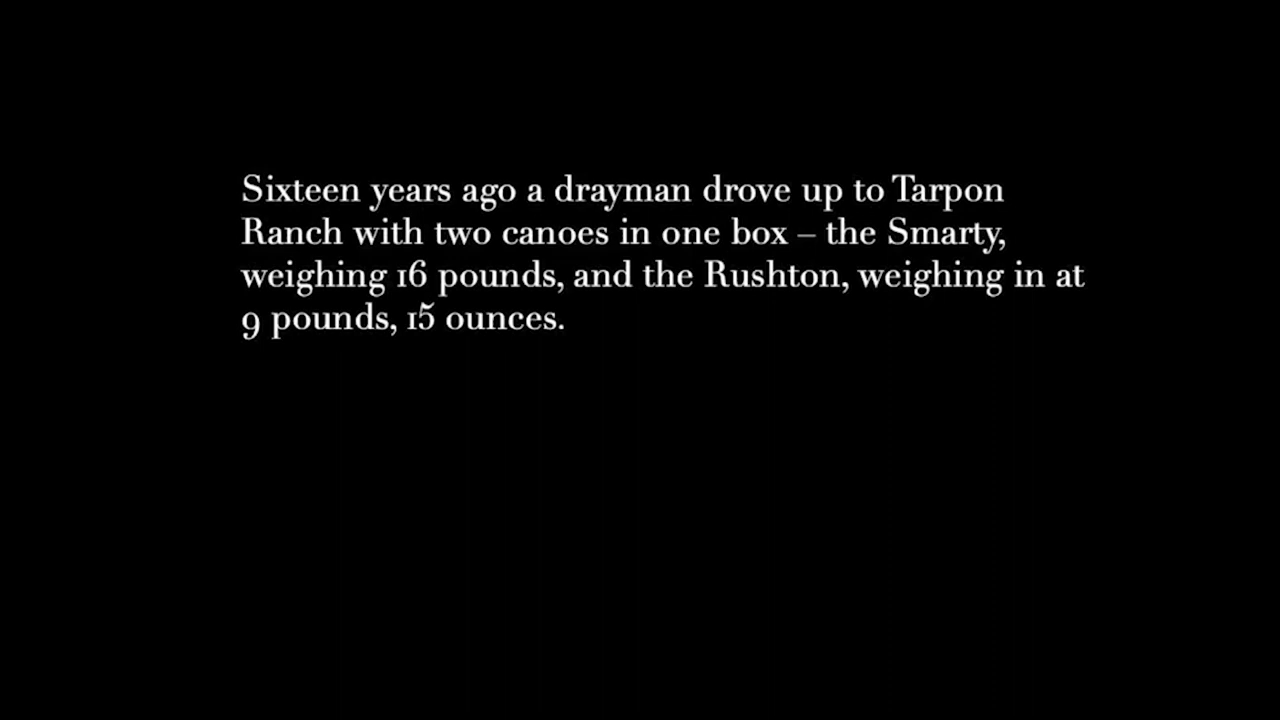 Sixteen years ago a drayman drove up to Tarpon
Ranch with two canoes in one box – the Smarty,
weighing 16 pounds, and the Rushton, weighing in at
9 pounds, 15 ounces.